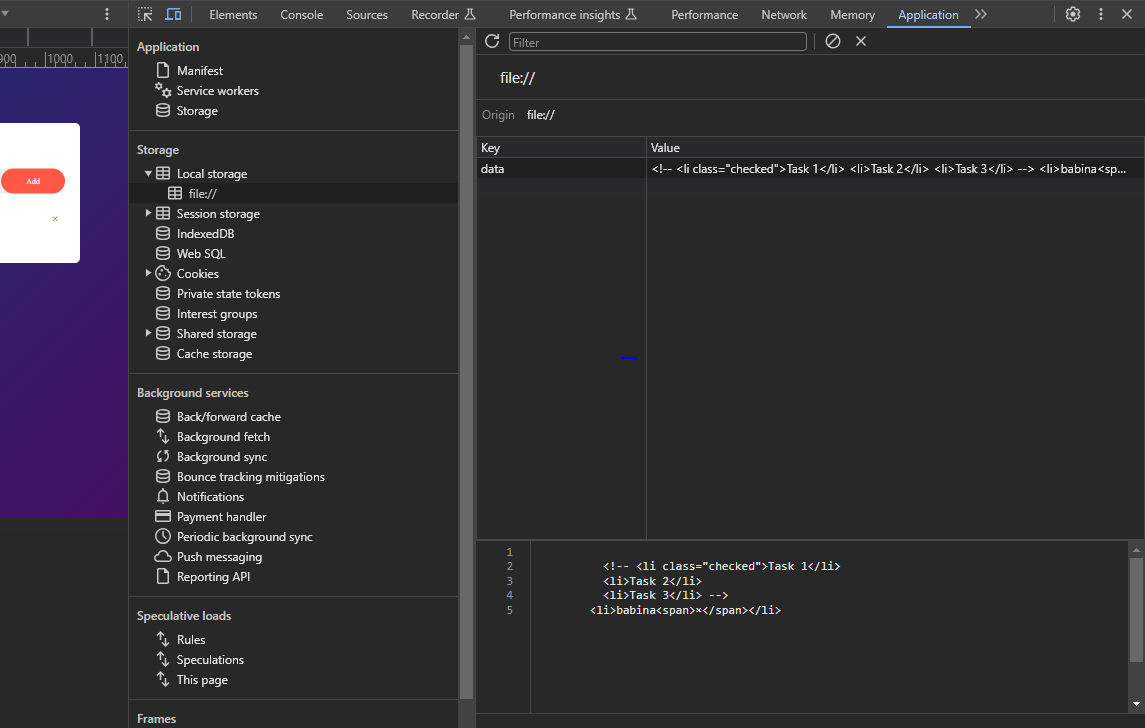 Elements Console Sources Recorder Performance insights Performance Network Memory Application
900 1000 1100
Add
×
Application
Manifest
Service workers
Storage
Storage
Local storage
file://
Session storage
IndexedDB
Web SQL
Cookies
Private state tokens
Interest groups
Shared storage
Cache storage
Background services
Back/forward cache
Background fetch
Background sync
Bounce tracking mitigations
Notifications
Payment handler
Periodic background sync
Push messaging
Reporting API
Speculative loads
Rules
Speculations
This page
Frames
Filter
file://
Origin file://
Key Value
data <!-- <li class="checked">Task 1</li> <li>Task 2</li> <li>Task 3</li> --> <li>babina<sp...
1
2 <!-- <li class="checked">Task 1</li>
3 <li>Task 2</li>
4 <li>Task 3</li> -->
5 <li>babina<span>×</span></li>